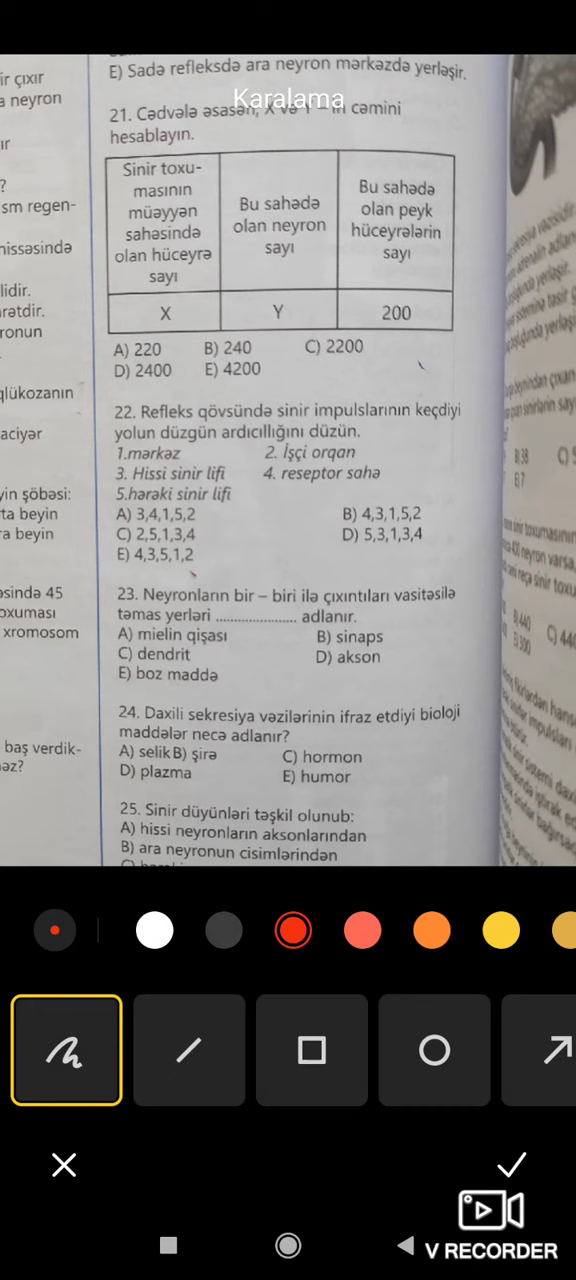 ir çıxır
a neyron
ır
?
sm regen-
hissəsində
lidir.
rətdir.
ronun
qlükozanın
aciyər
yin şöbəsi:
ta beyin
ra beyin
əsində 45
oxuması
xromosom
baş verdik-
əz?
E) Sadə refleksdə ara neyron mərkəzdə yerləşir.
Karalama
21. Cədvələ əsasən, X və Y – in cəmini
hesablayın.
Sinir toxu-
masının
müəyyən
sahəsində
olan hüceyrə
sayı
Bu sahədə
olan neyron
sayı
Bu sahədə
olan peyk
hüceyrələrin
sayı
X Y 200
A) 220 B) 240 C) 2200
D) 2400 E) 4200
22. Refleks qövsündə sinir impulslarının keçdiyi
yolun düzgün ardıcıllığını düzün.
1.mərkəz 2. İşçi orqan
3. Hissi sinir lifi 4. reseptor sahə
5.hərəki sinir lifi
A) 3,4,1,5,2 B) 4,3,1,5,2
C) 2,5,1,3,4 D) 5,3,1,3,4
E) 4,3,5,1,2
23. Neyronların bir – biri ilə çıxıntıları vasitəsilə
təmas yerləri .................... adlanır.
A) mielin qişası B) sinaps
C) dendrit D) akson
E) boz maddə
24. Daxili sekresiya vəzilərinin ifraz etdiyi bioloji
maddələr necə adlanır?
A) selik B) şirə C) hormon
D) plazma E) humor
25. Sinir düyünləri təşkil olunub:
A) hissi neyronların aksonlarından
B) ara neyronun cisimlərindən
V RECORDER